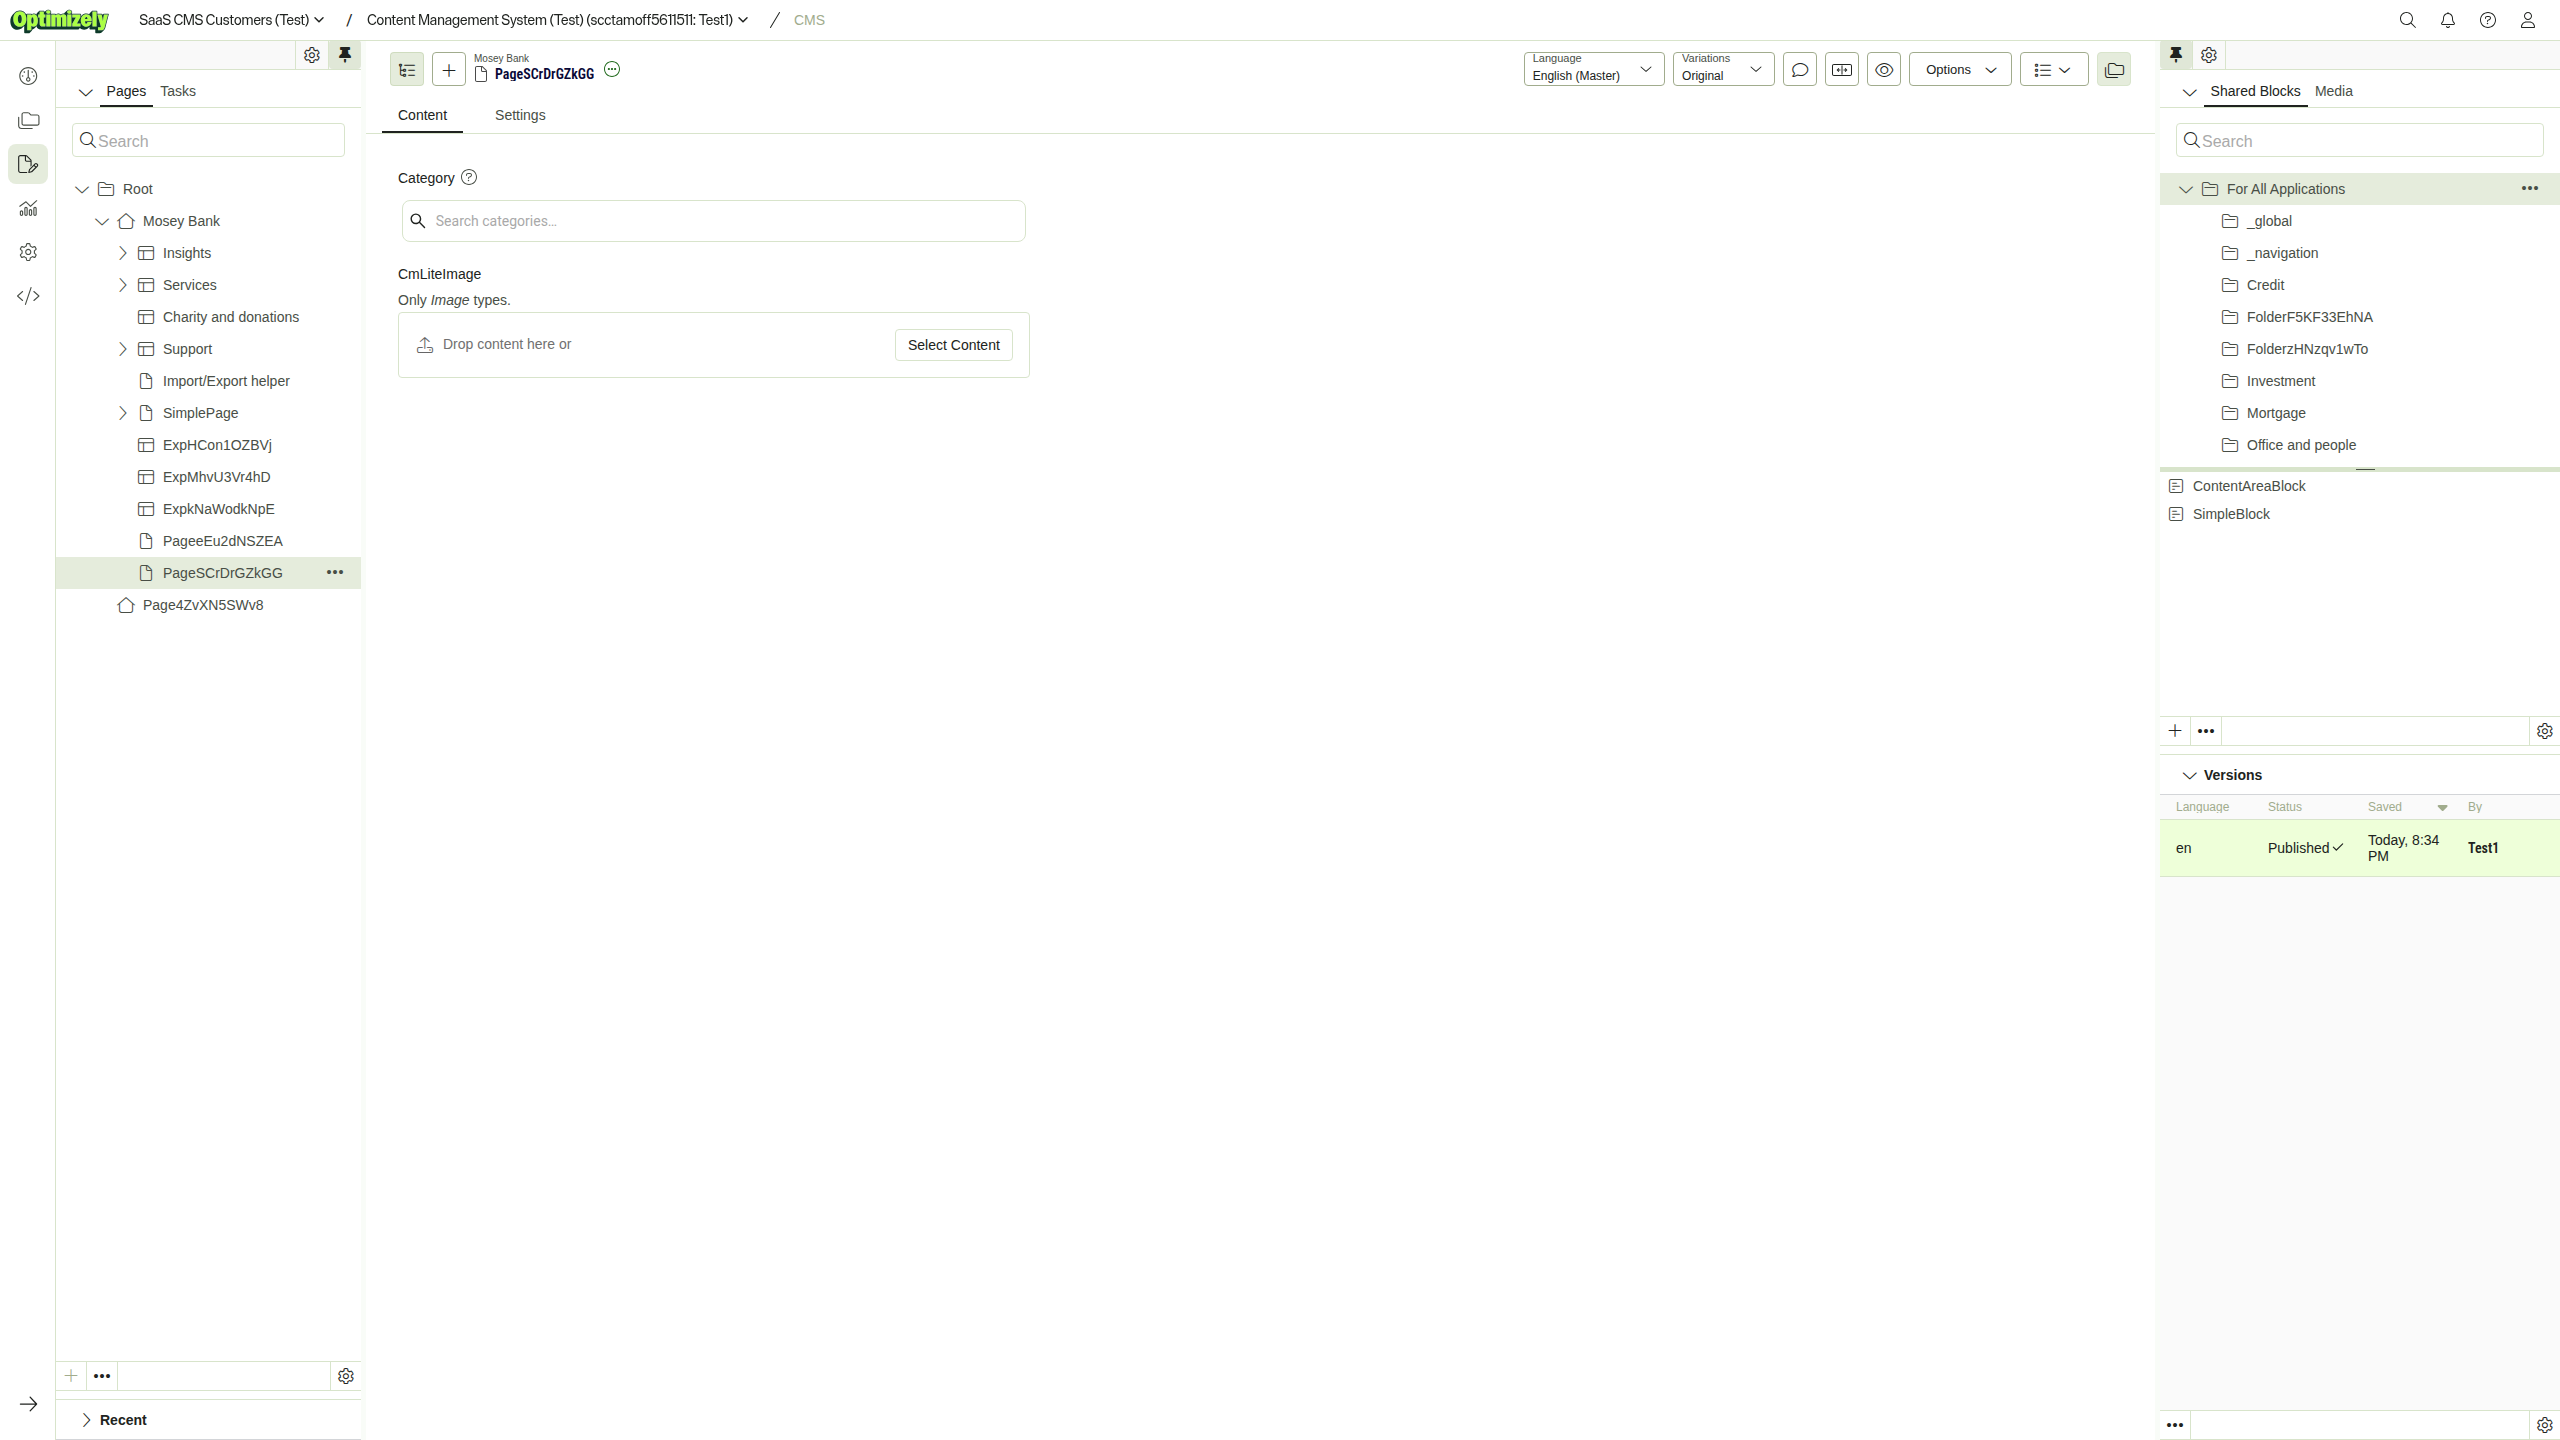 Optimizely
SaaS CMS Customers (Test)
/
Content Management System (Test) (scctamoff5611511: Test1)
/
CMS
Pages
Tasks
Search
Root
Mosey Bank
Insights
Services
Charity and donations
Support
Import/Export helper
SimplePage
ExpHCon1OZBVj
ExpMhvU3Vr4hD
ExpkNaWodkNpE
PageeEu2dNSZEA
PageSCrDrGZkGG
Page4ZvXN5SWv8
Recent
Mosey Bank
PageSCrDrGZkGG
Language
English (Master)
Variations
Original
Options
Content
Settings
Category
Search categories...
CmLiteImage
Only Image types.
Drop content here or
Select Content
Shared Blocks
Media
Search
For All Applications
_global
_navigation
Credit
FolderF5KF33EhNA
FolderzHNzqv1wTo
Investment
Mortgage
Office and people
ContentAreaBlock
SimpleBlock
Versions
Language
Status
Saved
By
en
Published
Today, 8:34
PM
Test1